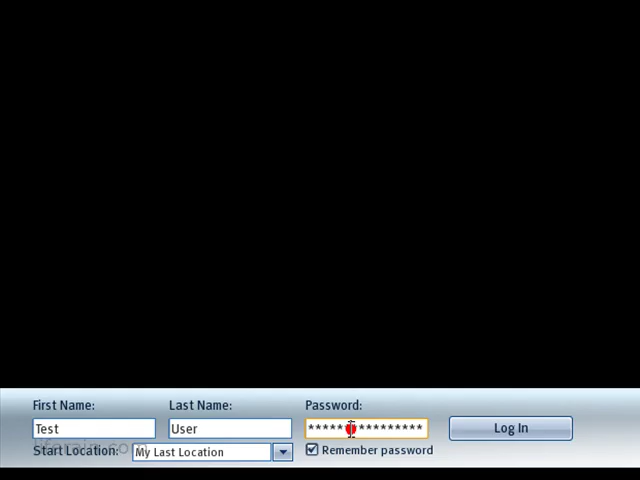 First Name: Last Name: Password:
Test User **************** Log In
Start Location: My Last Location Remember password